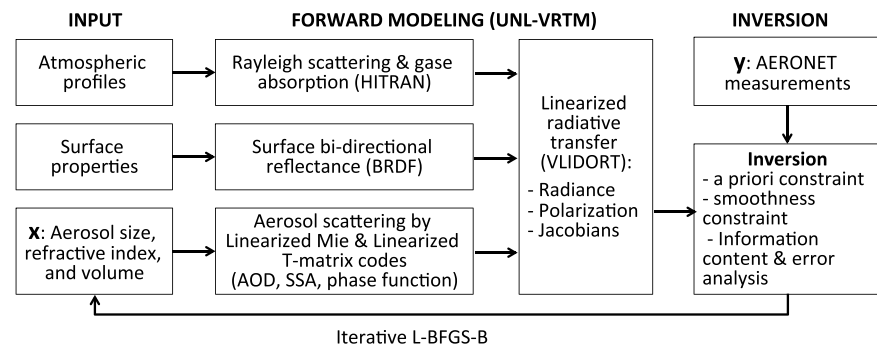 INPUT
FORWARD MODELING (UNL-VRTM)
INVERSION
Atmospheric
profiles
Rayleigh scattering & gase
absorption (HITRAN)
Surface
properties
Surface bi-directional
reflectance (BRDF)
x: Aerosol size,
refractive index,
and volume
Aerosol scattering by
Linearized Mie & Linearized
T-matrix codes
(AOD, SSA, phase function)
Linearized
radiative
transfer
(VLIDORT):
- Radiance
- Polarization
- Jacobians
y: AERONET
measurements
Inversion
- a priori constraint
- smoothness
constraint
- Information
content & error
analysis
Iterative L-BFGS-B